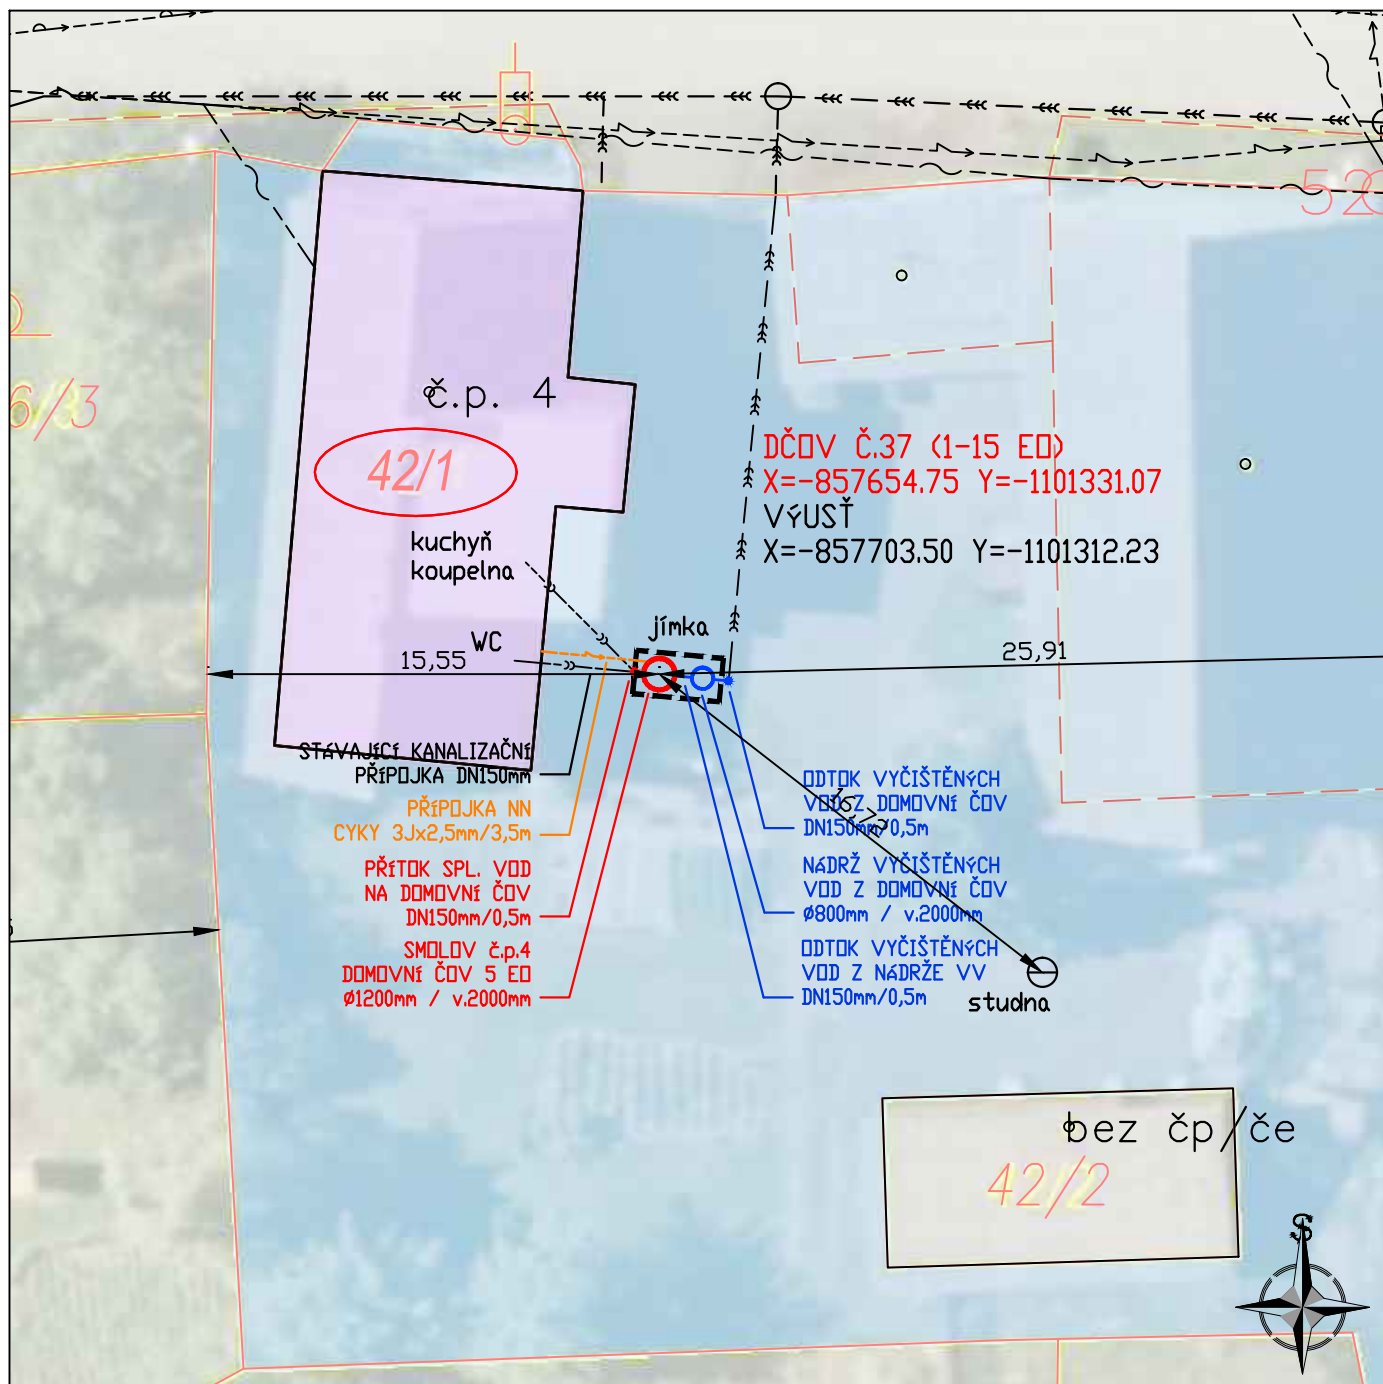 520
6/3
č.p. 4
42/1
DČOV Č.37 (1-15 EO)
X=-857654.75 Y=-1101331.07
VÝUSŤ
X=-857703.50 Y=-1101312.23
kuchyň
koupelna
WC
jímka
15,55
25,91
STÁVAJÍCÍ KANALIZAČNÍ
PŘÍPOJKA DN150mm
PŘÍPOJKA NN
CYKY 3Jx2,5mm/3,5m
PŘÍTOK SPL. VOD
NA DOMOVNÍ ČOV
DN150mm/0,5m
SMOLOV č.p.4
DOMOVNÍ ČOV 5 EO
Ø1200mm / v.2000mm
ODTOK VYČIŠTĚNÝCH
VOD Z DOMOVNÍ ČOV
DN150mm/0,5m
16,72
NÁDRŽ VYČIŠTĚNÝCH
VOD Z DOMOVNÍ ČOV
Ø800mm / v.2000mm
ODTOK VYČIŠTĚNÝCH
VOD Z NÁDRŽE VV
DN150mm/0,5m
studna
bez čp/če
42/2
S